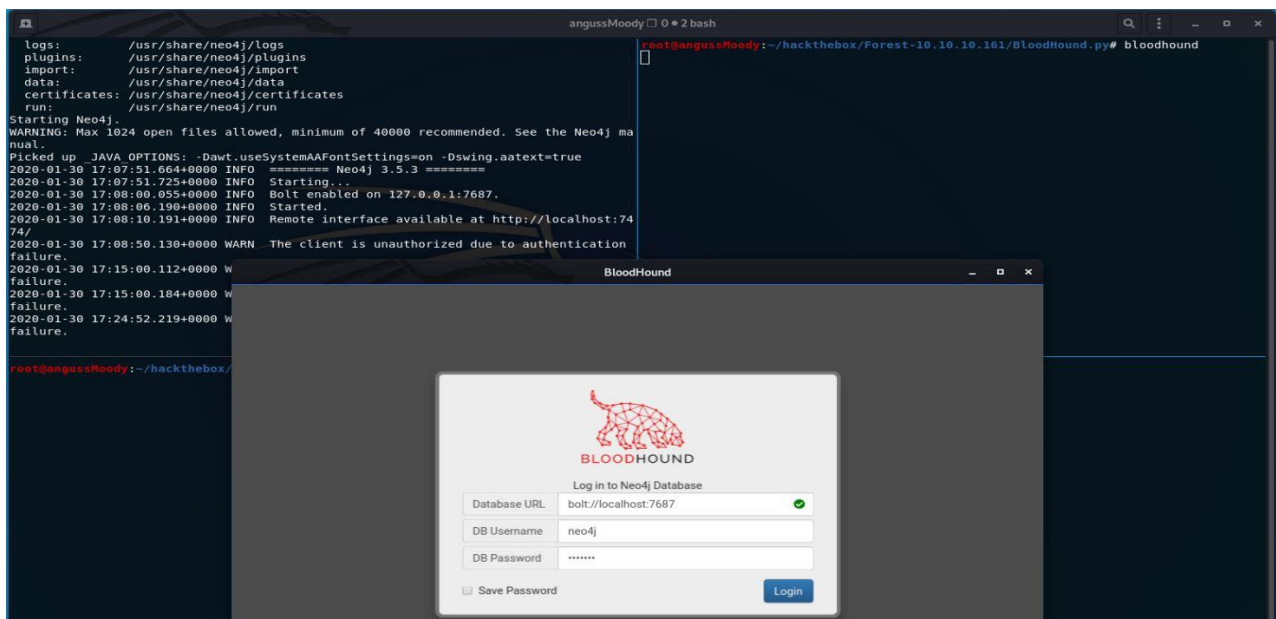 angussMoody 0 • 2 bash
logs: /usr/share/neo4j/logs
plugins: /usr/share/neo4j/plugins
import: /usr/share/neo4j/import
data: /usr/share/neo4j/data
certificates: /usr/share/neo4j/certificates
run: /usr/share/neo4j/run
Starting Neo4j.
WARNING: Max 1024 open files allowed, minimum of 40000 recommended. See the Neo4j ma
nual.
Picked up _JAVA_OPTIONS: -Dawt.useSystemAAFontSettings=on -Dswing.aatext=true
2020-01-30 17:07:51.664+0000 INFO ======== Neo4j 3.5.3 ========
2020-01-30 17:07:51.725+0000 INFO Starting...
2020-01-30 17:08:00.055+0000 INFO Bolt enabled on 127.0.0.1:7687.
2020-01-30 17:08:06.190+0000 INFO Started.
2020-01-30 17:08:10.191+0000 INFO Remote interface available at http://localhost:74
74/
2020-01-30 17:08:50.130+0000 WARN The client is unauthorized due to authentication
failure.
2020-01-30 17:15:00.112+0000 W
failure.
2020-01-30 17:15:00.184+0000 W
failure.
2020-01-30 17:24:52.219+0000 W
failure.
root@angussMoody:~/hackthebox/Forest-10.10.10.161/BloodHound.py# bloodhound
root@angussMoody:~/hackthebox/
BloodHound
BLOODHOUND
Log in to Neo4j Database
Database URL bolt://localhost:7687
DB Username neo4j
DB Password •••••••
Save Password Login